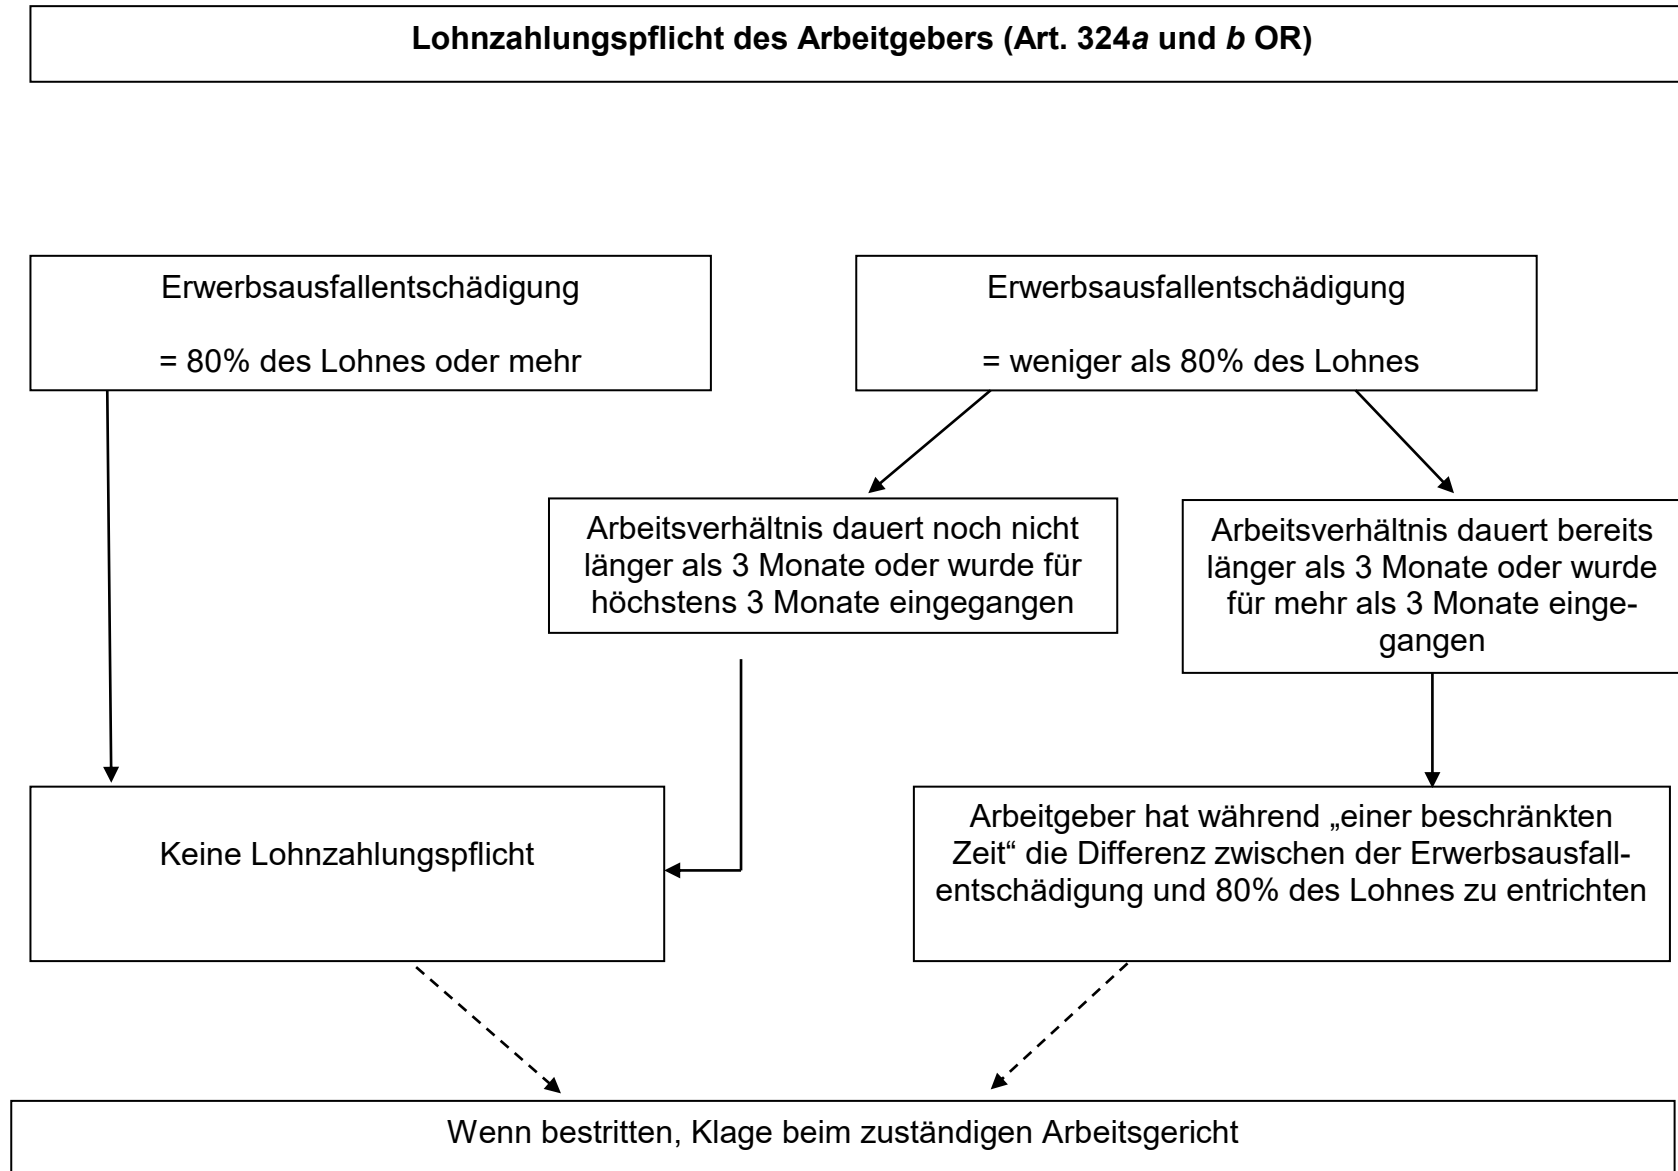 Lohnzahlungspflicht des Arbeitgebers (Art. 324a und b OR)
Erwerbsausfallentschädigung
= 80% des Lohnes oder mehr
Erwerbsausfallentschädigung
= weniger als 80% des Lohnes
Arbeitsverhältnis dauert noch nicht
länger als 3 Monate oder wurde für
höchstens 3 Monate eingegangen
Arbeitsverhältnis dauert bereits
länger als 3 Monate oder wurde
für mehr als 3 Monate einge-
gangen
Keine Lohnzahlungspflicht
Arbeitgeber hat während „einer beschränkten
Zeit“ die Differenz zwischen der Erwerbsausfall-
entschädigung und 80% des Lohnes zu entrichten
Wenn bestritten, Klage beim zuständigen Arbeitsgericht